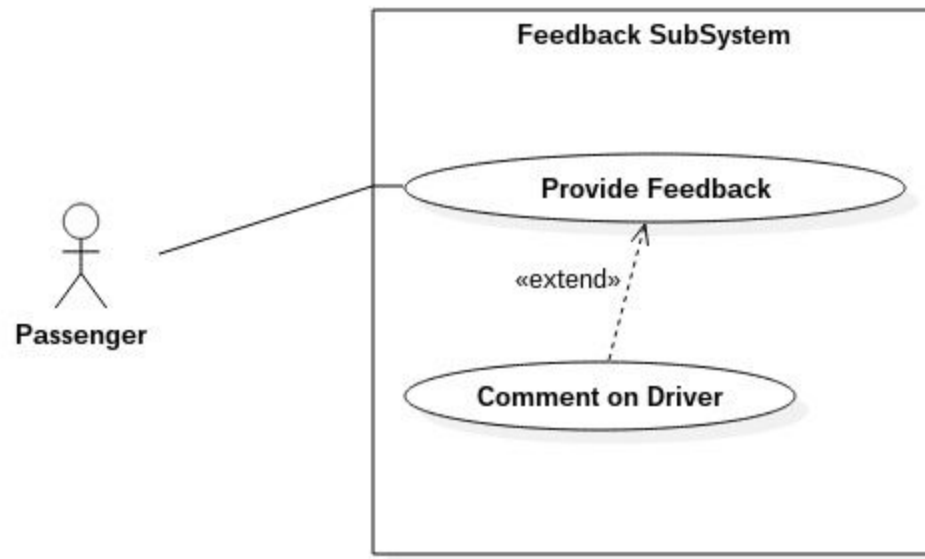 Feedback SubSystem
Provide Feedback
«extend»
Passenger
Comment on Driver